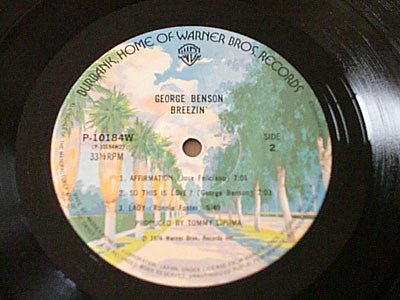 BURBANK, HOME OF WARNER BROS. RECORDS
GEORGE BENSON
BREEZIN'
P-10184W
(P-10184W2)
33⅓RPM
SIDE
2
1. AFFIRMATION (Jose Feliciano) 7:01
2. SO THIS IS LOVE? (George Benson) 7:03
3. LADY (Ronnie Foster) 5:49
PRODUCED BY TOMMY LIPUMA
℗ 1976 Warner Bros. Records Inc.